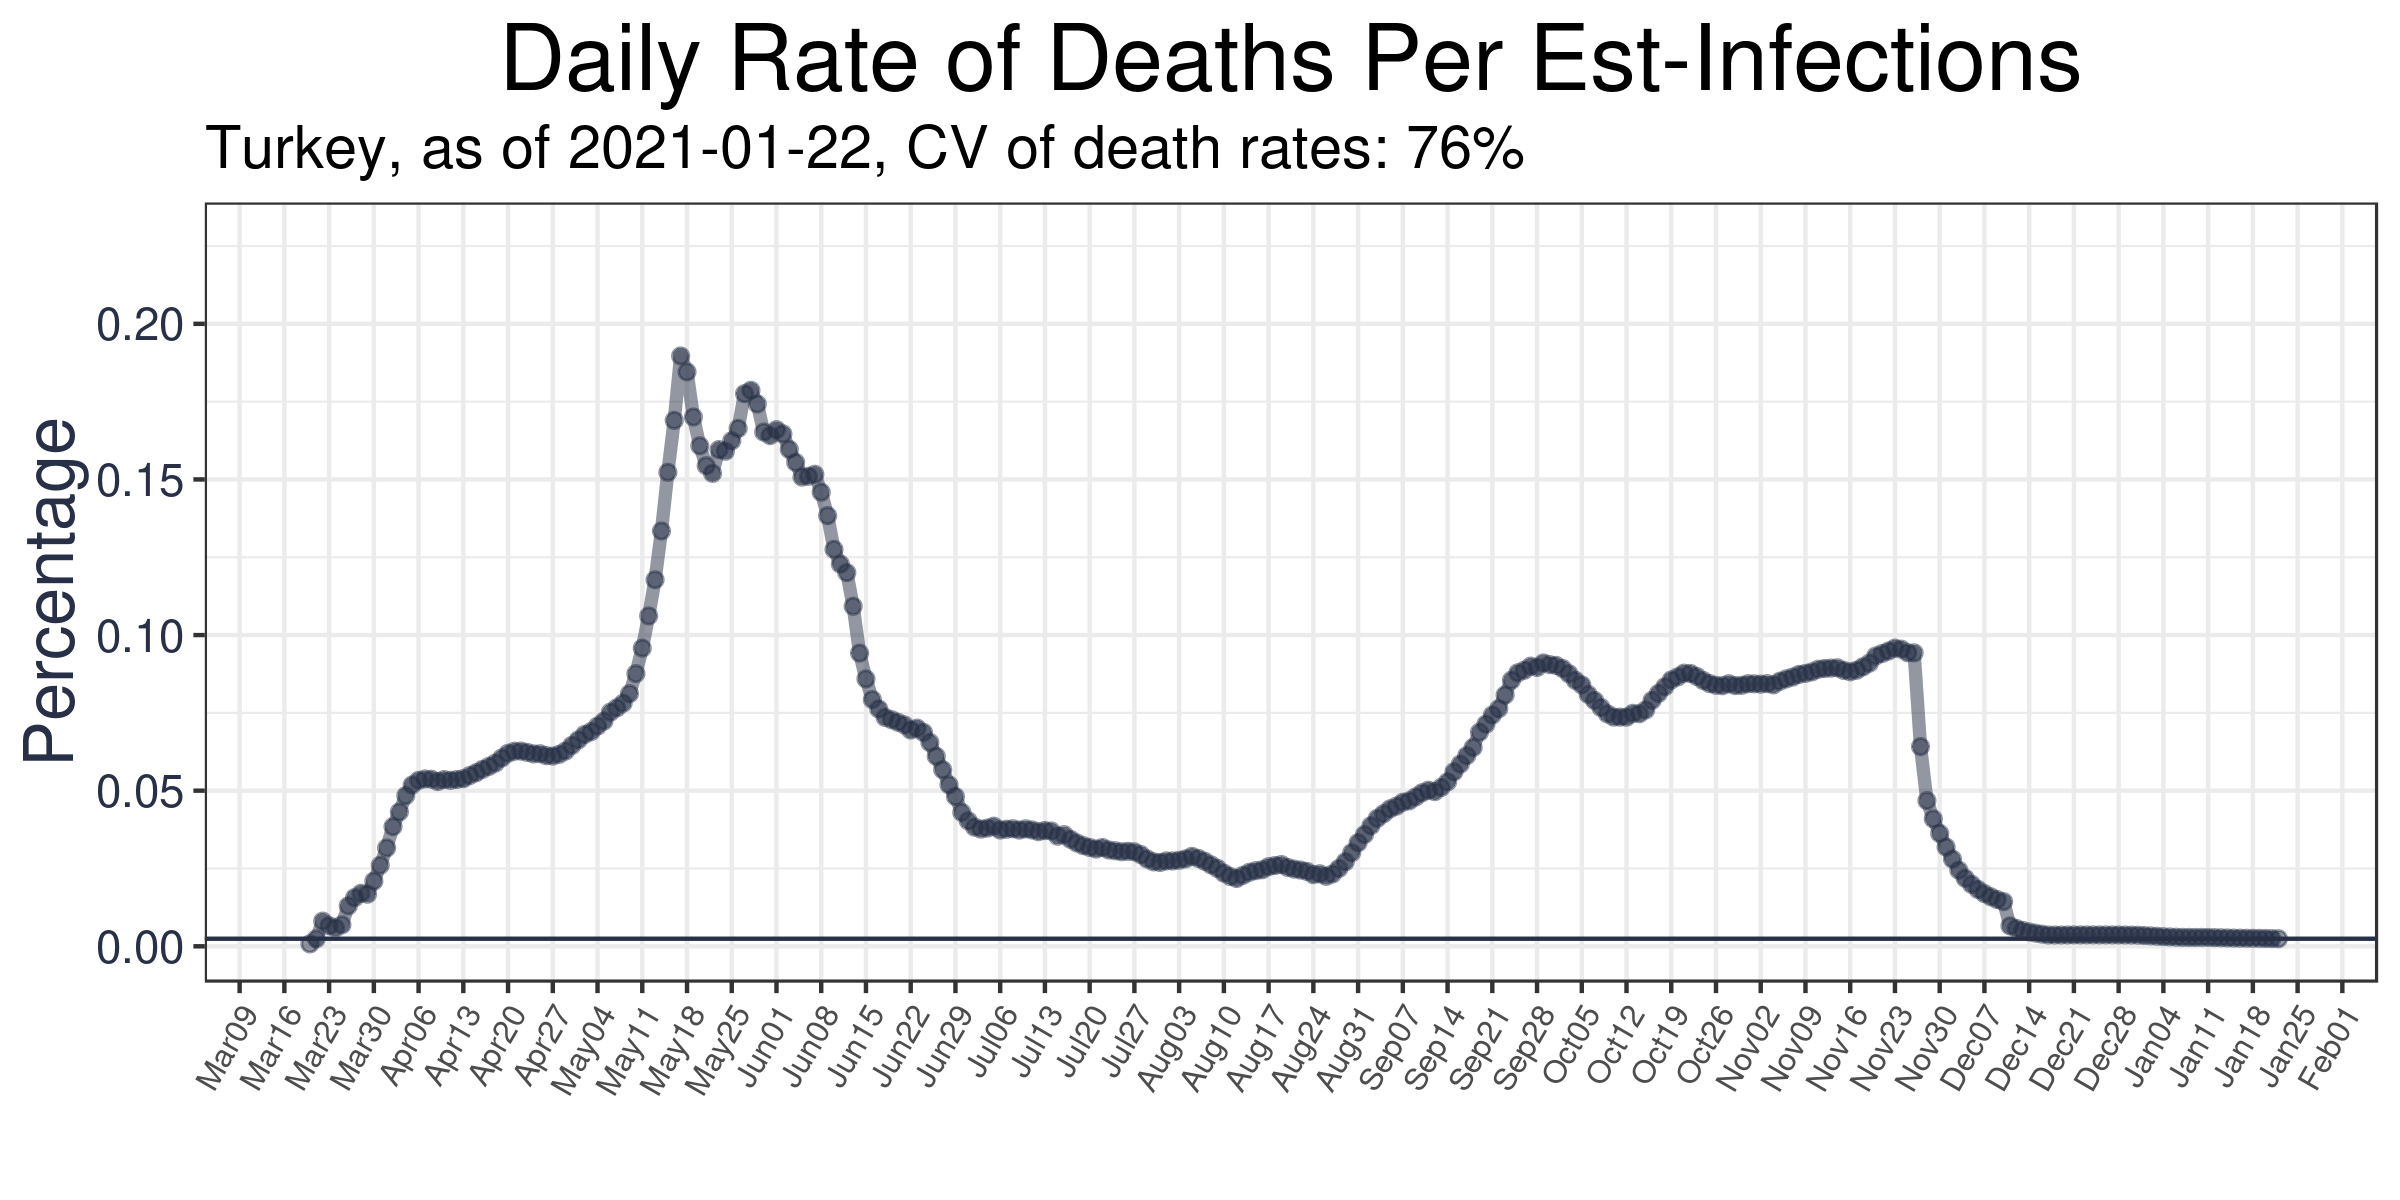 Daily Rate of Deaths Per Est-Infections
Turkey, as of 2021-01-22, CV of death rates: 76%
Percentage
0.20
0.15
0.10
0.05
0.00
Mar09
Mar16
Mar23
Mar30
Apr06
Apr13
Apr20
Apr27
May04
May11
May18
May25
Jun01
Jun08
Jun15
Jun22
Jun29
Jul06
Jul13
Jul20
Jul27
Aug03
Aug10
Aug17
Aug24
Aug31
Sep07
Sep14
Sep21
Sep28
Oct05
Oct12
Oct19
Oct26
Nov02
Nov09
Nov16
Nov23
Nov30
Dec07
Dec14
Dec21
Dec28
Jan04
Jan11
Jan18
Jan25
Feb01